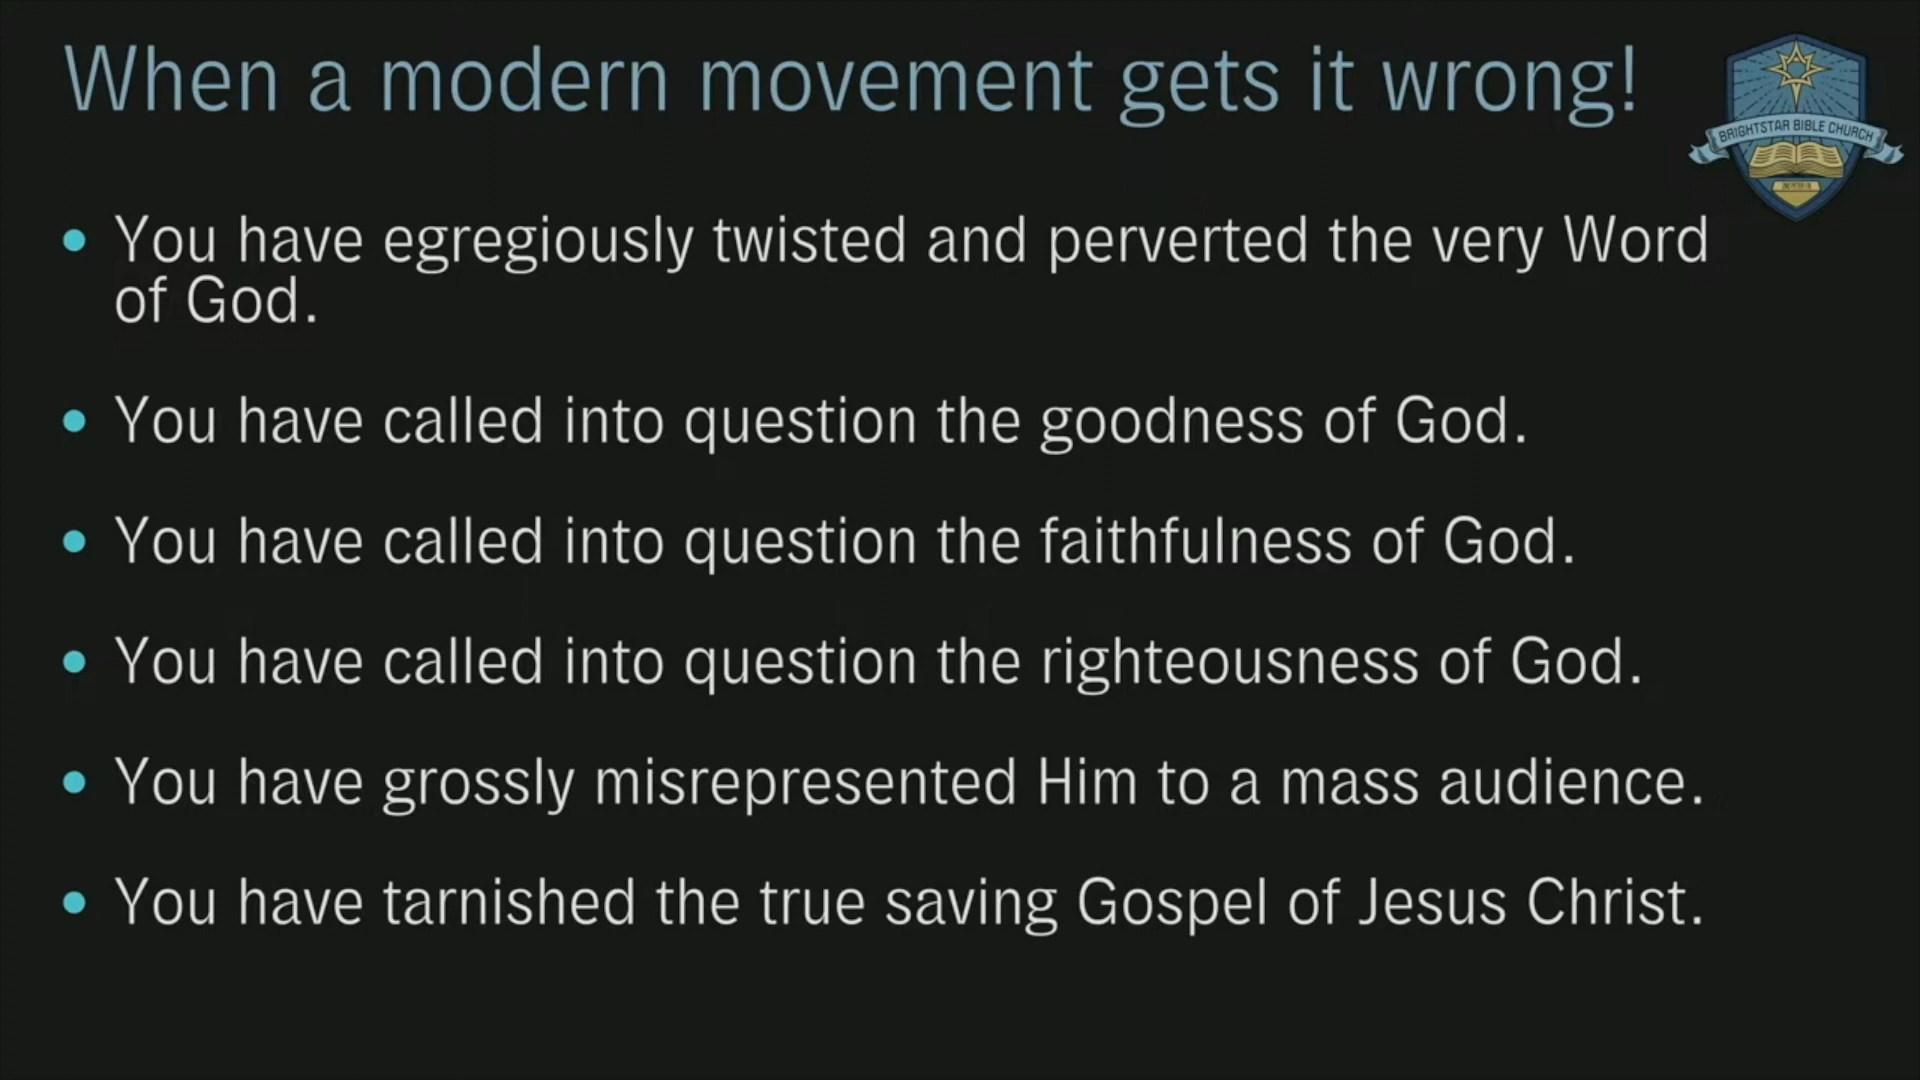 When a modern movement gets it wrong!
BRIGHTSTAR BIBLE CHURCH
• You have egregiously twisted and perverted the very Word
of God.
• You have called into question the goodness of God.
• You have called into question the faithfulness of God.
• You have called into question the righteousness of God.
• You have grossly misrepresented Him to a mass audience.
• You have tarnished the true saving Gospel of Jesus Christ.